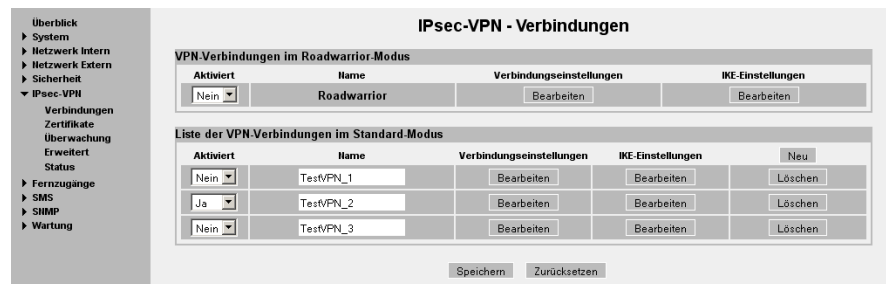 Überblick
System
Netzwerk Intern
Netzwerk Extern
Sicherheit
IPsec-VPN
Verbindungen
Zertifikate
Überwachung
Erweitert
Status
Fernzugänge
SMS
SNMP
Wartung
IPsec-VPN - Verbindungen
VPN-Verbindungen im Roadwarrior-Modus
Aktiviert Name Verbindungseinstellungen IKE-Einstellungen
Nein Roadwarrior Bearbeiten Bearbeiten
Liste der VPN-Verbindungen im Standard-Modus
Aktiviert Name Verbindungseinstellungen IKE-Einstellungen Neu
Nein TestVPN_1 Bearbeiten Bearbeiten Löschen
Ja TestVPN_2 Bearbeiten Bearbeiten Löschen
Nein TestVPN_3 Bearbeiten Bearbeiten Löschen
Speichern Zurücksetzen